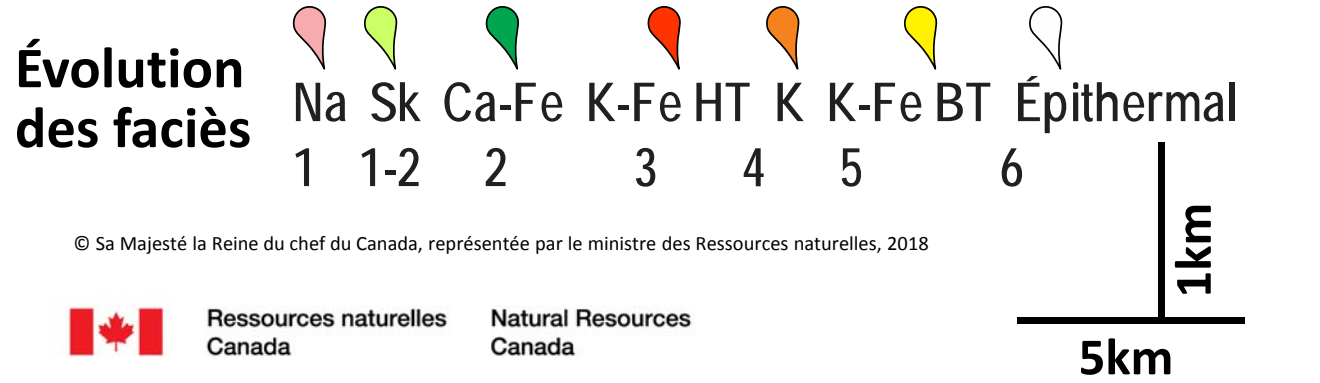 Évolution
des faciès
Na Sk Ca-Fe K-Fe HT K K-Fe BT Épithermal
1 1-2 2 3 4 5 6
1km
5km
© Sa Majesté la Reine du chef du Canada, représentée par le ministre des Ressources naturelles, 2018
Ressources naturelles
Canada
Natural Resources
Canada